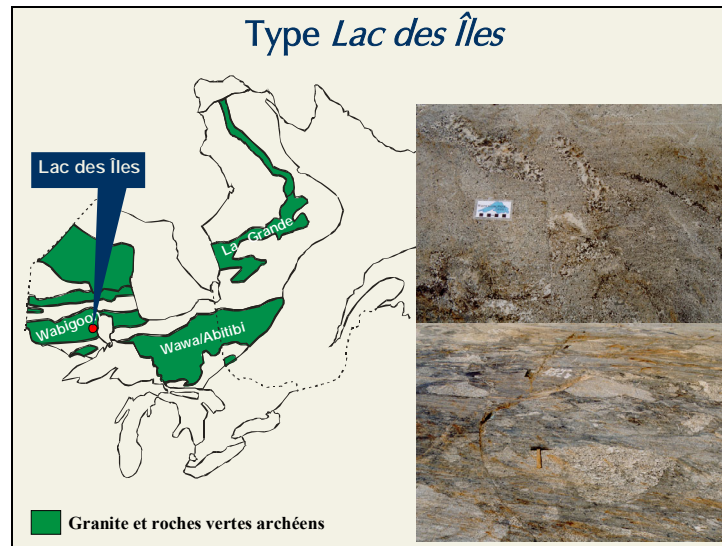 Type Lac des Îles
Lac des Îles
La Grande
Wabigoon
Wawa/Abitibi
Granite et roches vertes archéens